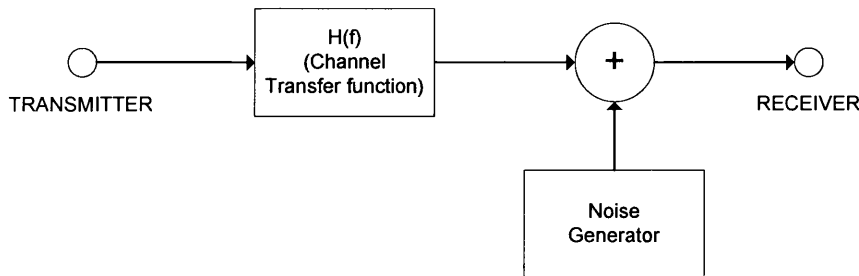 H(f)
(Channel
Transfer function)
+
TRANSMITTER
RECEIVER
Noise
Generator